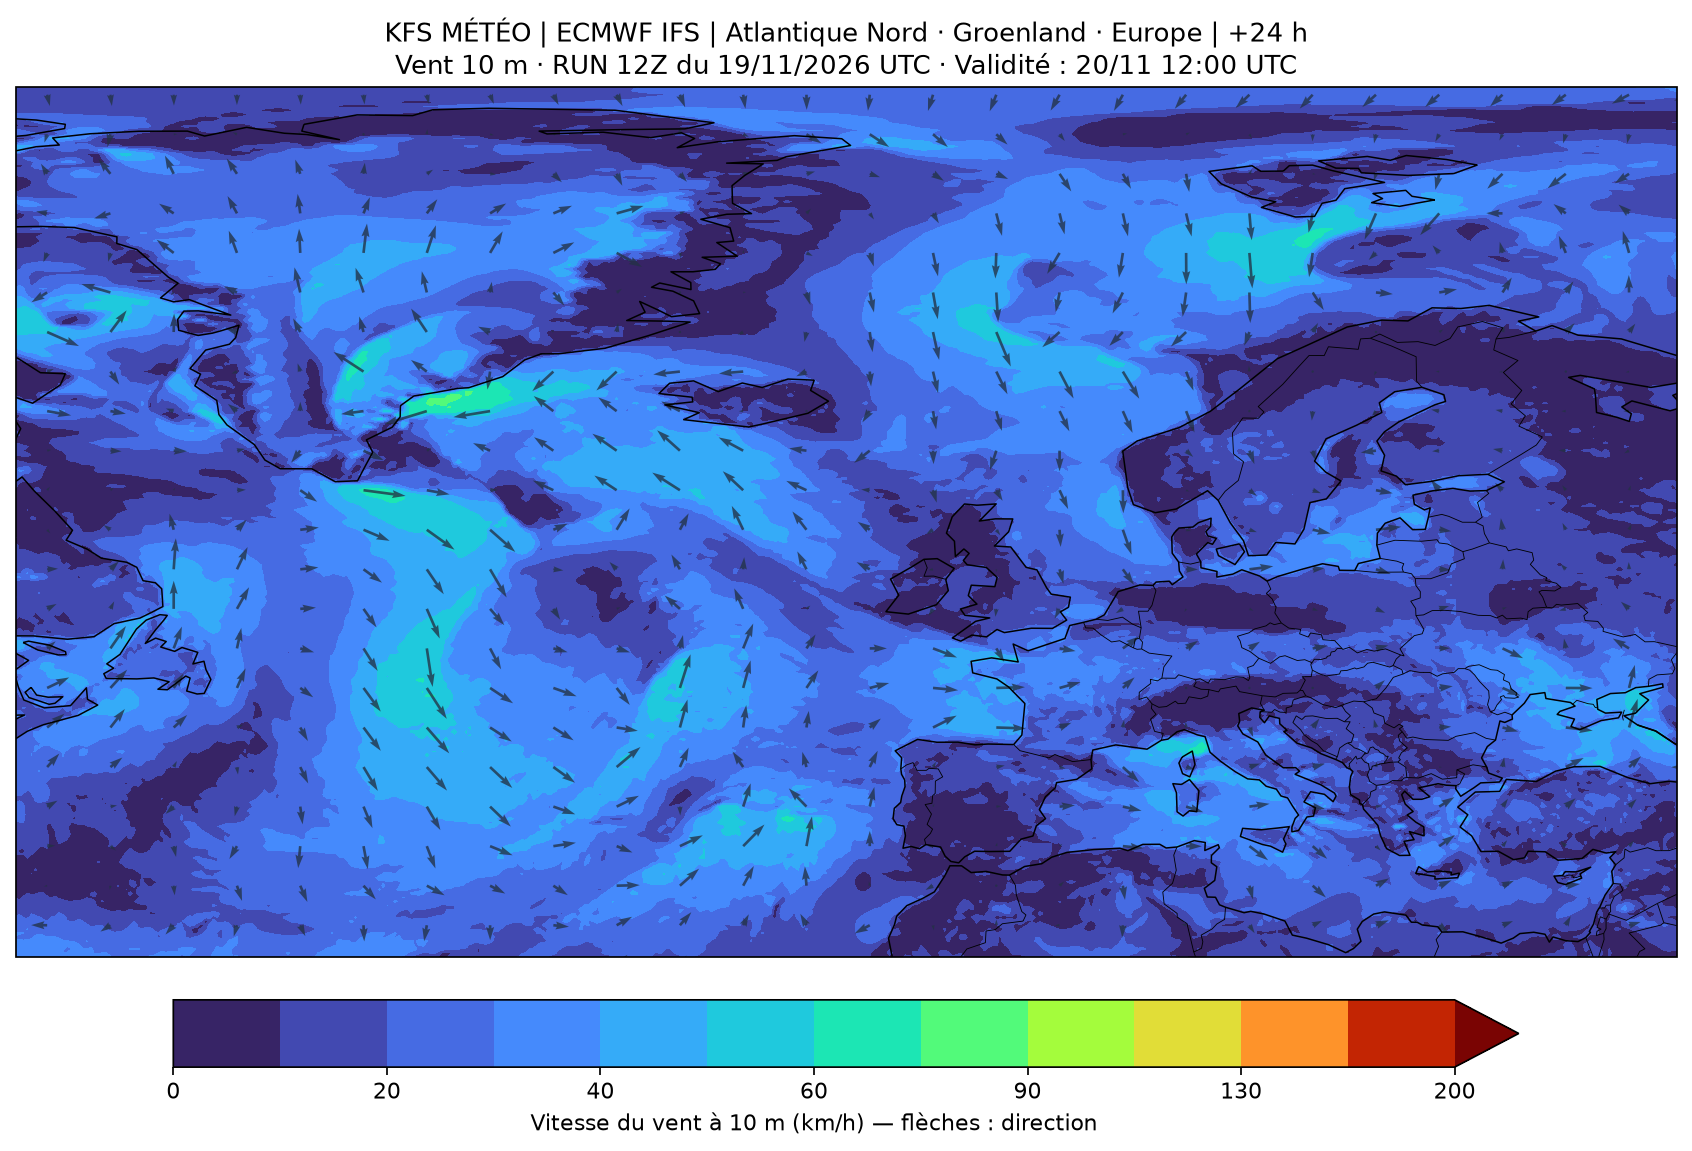 KFS MÉTÉO | ECMWF IFS | Atlantique Nord · Groenland · Europe | +24 h
Vent 10 m · RUN 12Z du 19/11/2026 UTC · Validité : 20/11 12:00 UTC
0 20 40 60 90 130 200
Vitesse du vent à 10 m (km/h) — flèches : direction